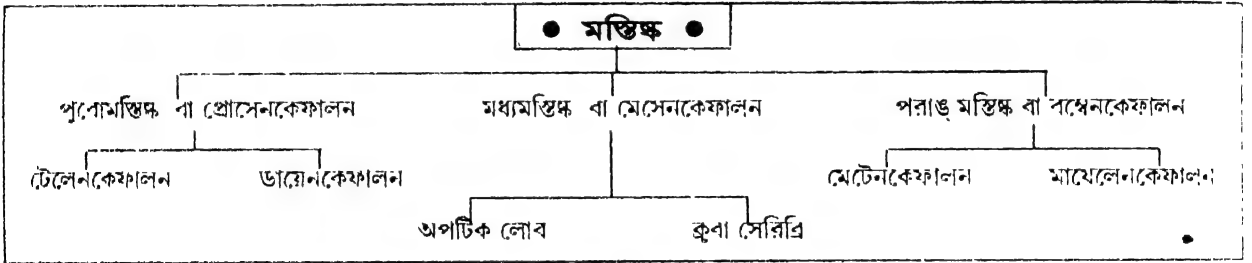 ● মস্তিষ্ক ●
পুরোমস্তিষ্ক বা প্রোসেনকেফালন মধ্যমস্তিষ্ক বা মেসেনকেফালন পরাঙ্ মস্তিষ্ক বা রম্বেনকেফালন
টেলেনকেফালন ডায়েনকেফালন মেটেনকেফালন মায়েলেনকেফালন
অপটিক লোব ক্রুরা সেরিব্রি